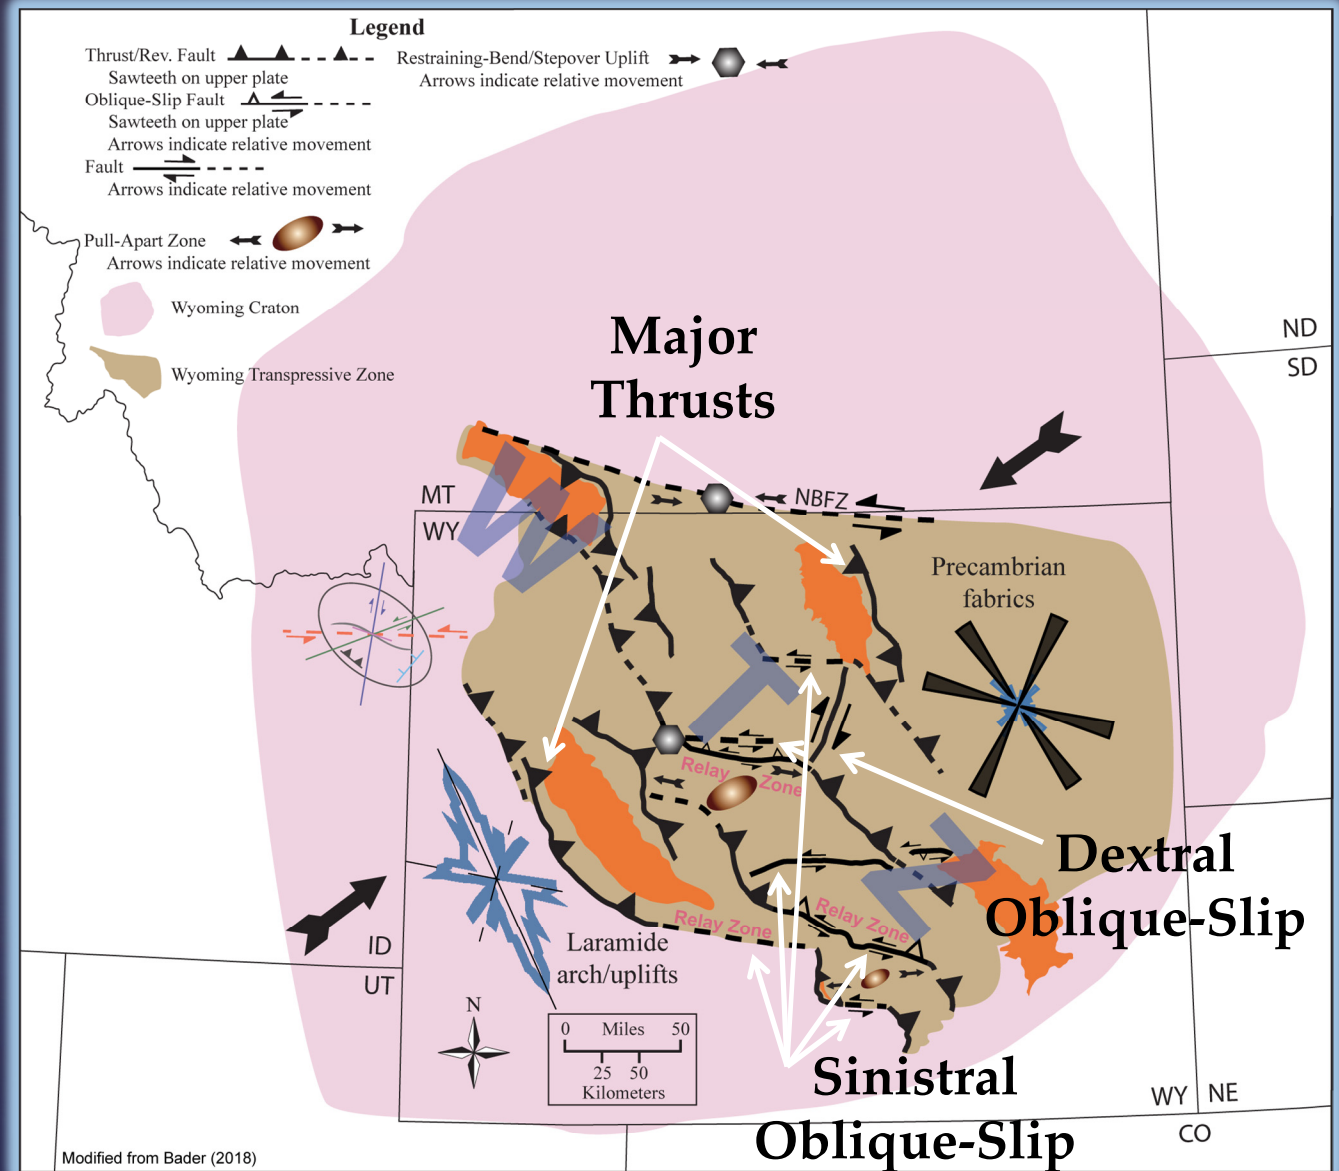 Legend
Thrust/Rev. Fault
Sawteeth on upper plate
Oblique-Slip Fault
Sawteeth on upper plate
Arrows indicate relative movement
Fault
Arrows indicate relative movement
Pull-Apart Zone
Arrows indicate relative movement
Wyoming Craton
Wyoming Transpressive Zone
Restraining-Bend/Stepover Uplift
Arrows indicate relative movement
ND
SD
Major
Thrusts
MT
WY
NBFZ
Precambrian
fabrics
W
Y
Relay Zone
Z
Dextral
Oblique-Slip
Relay Zone
Relay Zone
ID
UT
Laramide
arch/uplifts
N
0 Miles 50
25 50
Kilometers
Sinistral
Oblique-Slip
WY NE
CO
Modified from Bader (2018)